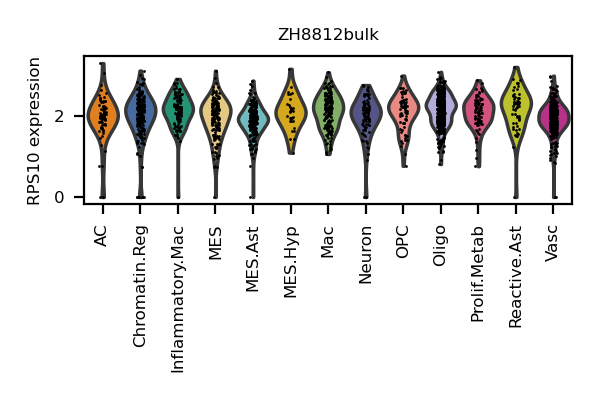 ZH8812bulk
RPS10 expression
2
0
AC
Chromatin.Reg
Inflammatory.Mac
MES
MES.Ast
MES.Hyp
Mac
Neuron
OPC
Oligo
Prolif.Metab
Reactive.Ast
Vasc